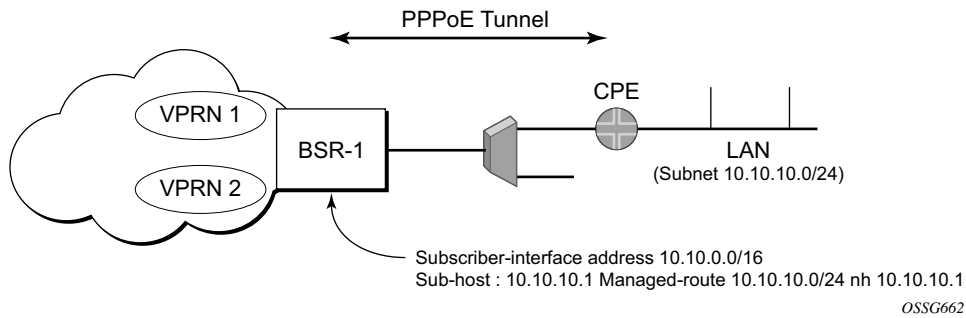 PPPoE Tunnel
CPE
VPRN 1
BSR-1
VPRN 2
LAN
(Subnet 10.10.10.0/24)
Subscriber-interface address 10.10.0.0/16
Sub-host : 10.10.10.1 Managed-route 10.10.10.0/24 nh 10.10.10.1
OSSG662